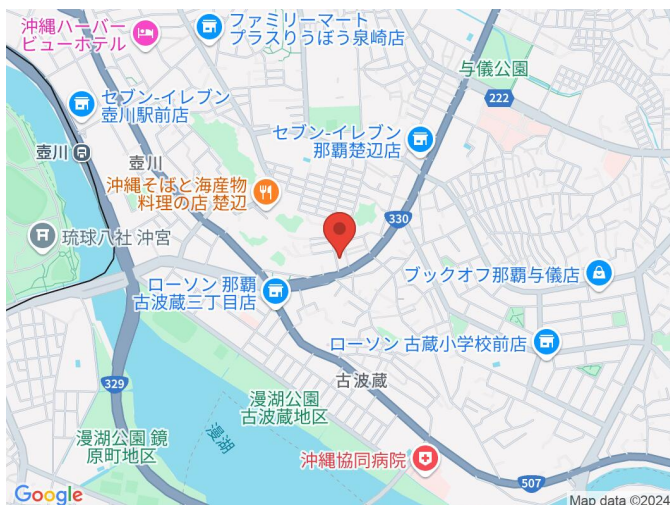 沖縄ハーバー
ビューホテル
ファミリーマート
プラスりうぼう泉崎店
与儀公園
セブン-イレブン
壺川駅前店
222
セブン-イレブン
那覇楚辺店
壺川
壺川
沖縄そばと海産物
料理の店 楚辺
330
琉球八社 沖宮
ローソン 那覇
古波蔵三丁目店
ブックオフ那覇与儀店
ローソン 古蔵小学校前店
329
古波蔵
漫湖公園
古波蔵地区
漫湖公園 鏡
原町地区
漫湖
沖縄協同病院
507
Google
Map data ©2024